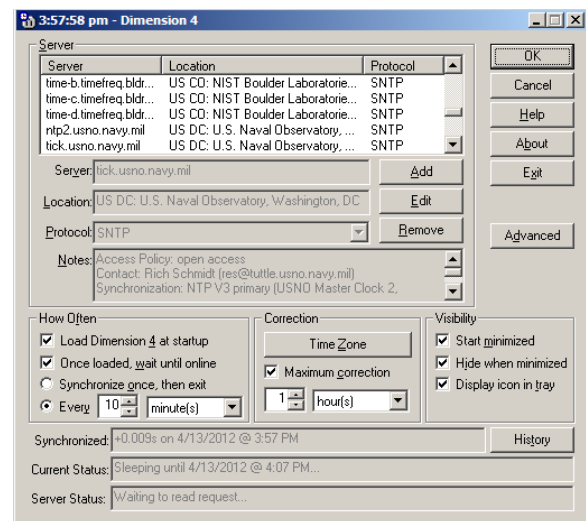 3:57:58 pm - Dimension 4
Server
Server Location Protocol
time-b.timefreq.bldr... US CO: NIST Boulder Laboratorie... SNTP
time-c.timefreq.bldr... US CO: NIST Boulder Laboratorie... SNTP
time-d.timefreq.bldr... US CO: NIST Boulder Laboratorie... SNTP
ntp2.usno.navy.mil US DC: U.S. Naval Observatory, ... SNTP
tick.usno.navy.mil US DC: U.S. Naval Observatory, ... SNTP
OK
Cancel
Help
About
Exit
Advanced
Server: tick.usno.navy.mil Add
Location: US DC: U.S. Naval Observatory, Washington, DC Edit
Protocol: SNTP Remove
Notes: Access Policy: open access
Contact: Rich Schmidt (res@tuttle.usno.navy.mil)
Synchronization: NTP V3 primary (USNO Master Clock 2,
How Often
Load Dimension 4 at startup
Once loaded, wait until online
Synchronize once, then exit
Every 10 minute(s)
Correction
Time Zone
Maximum correction
1 hour(s)
Visibility
Start minimized
Hide when minimized
Display icon in tray
Synchronized: +0.009s on 4/13/2012 @ 3:57 PM History
Current Status: Sleeping until 4/13/2012 @ 4:07 PM...
Server Status: Waiting to read request...